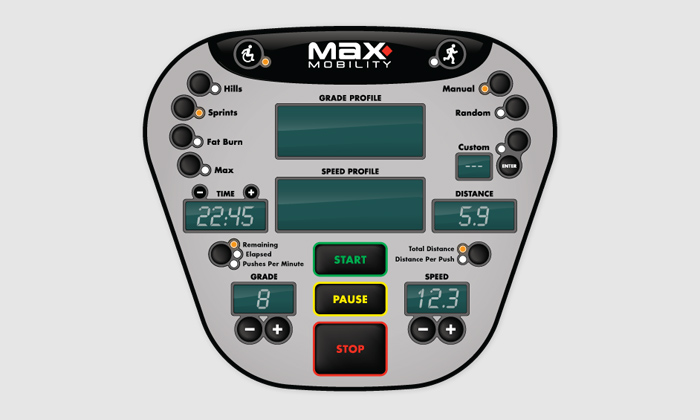 MAX
MOBILITY
GRADE PROFILE
Hills
Manual
Sprints
Random
Fat Burn
Custom
Max
---
ENTER
SPEED PROFILE
− TIME +
DISTANCE
22:45
5.9
Remaining
Elapsed
Pushes Per Minute
START
Total Distance
Distance Per Push
GRADE
SPEED
8
PAUSE
12.3
− +
− +
STOP